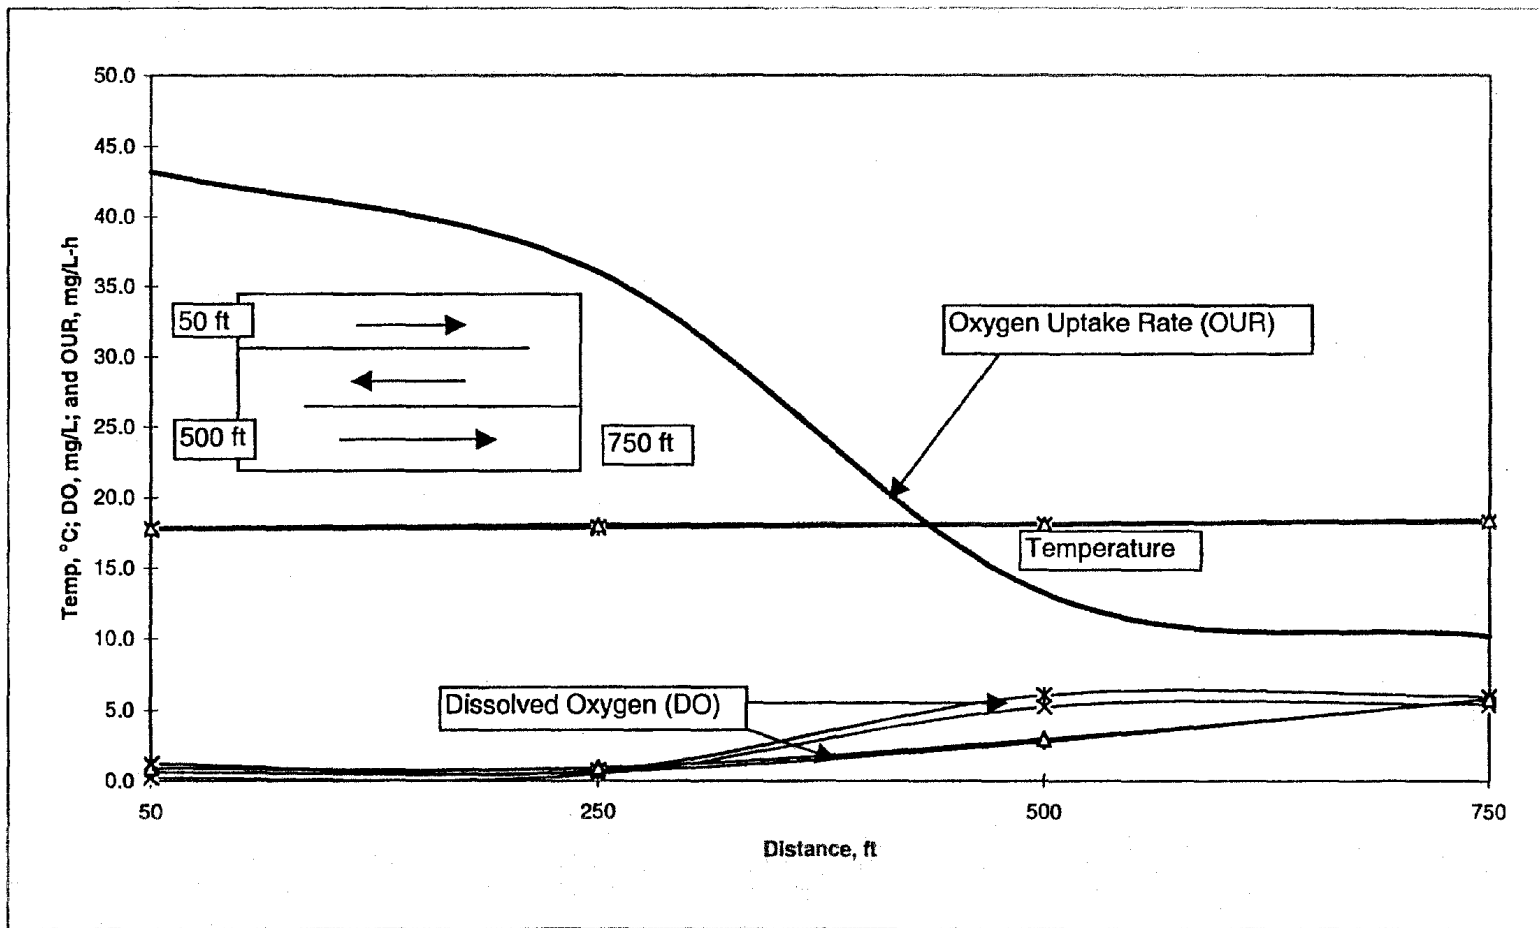 50.0
45.0
40.0
35.0
30.0
25.0
20.0
15.0
10.0
5.0
0.0
Temp, °C; DO, mg/L; and OUR, mg/L-h
50 ft
500 ft
750 ft
Oxygen Uptake Rate (OUR)
Temperature
Dissolved Oxygen (DO)
50
250
500
750
Distance, ft